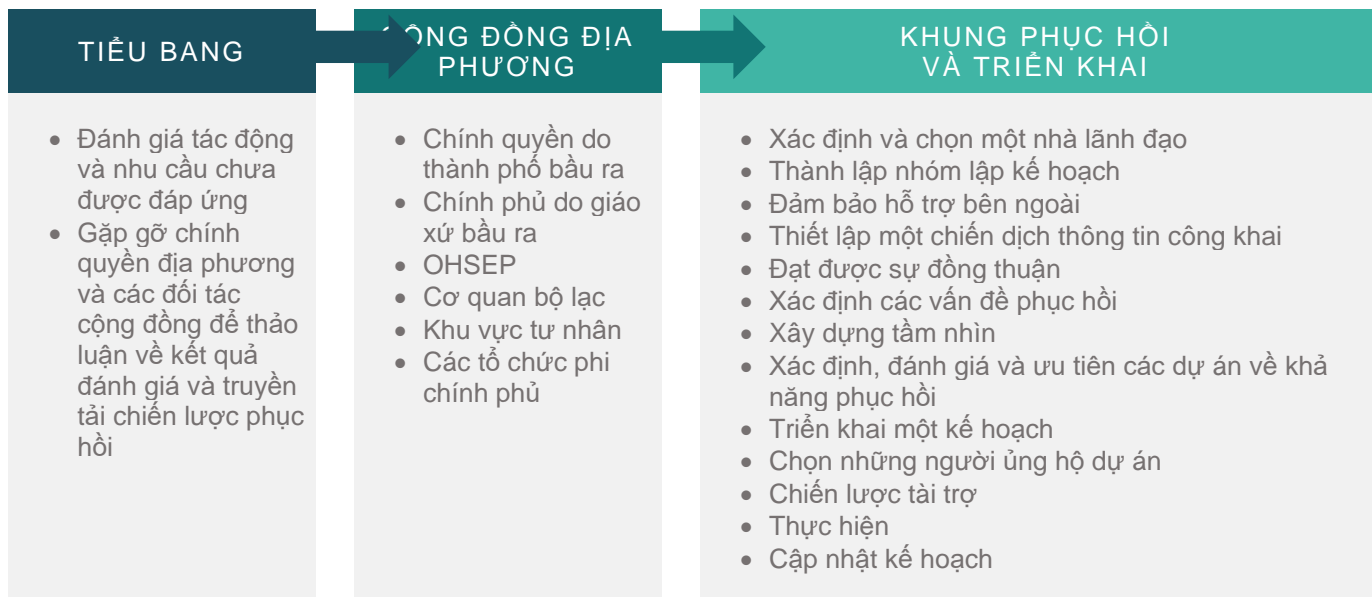 TIỂU BANG
• Đánh giá tác động
và nhu cầu chưa
được đáp ứng
• Gặp gỡ chính
quyền địa phương
và các đối tác
cộng đồng để thảo
luận về kết quả
đánh giá và truyền
tải chiến lược phục
hồi
CỘNG ĐỒNG ĐỊA
PHƯƠNG
• Chính quyền do
thành phố bầu ra
• Chính phủ do giáo
xứ bầu ra
• OHSEP
• Cơ quan bộ lạc
• Khu vực tư nhân
• Các tổ chức phi
chính phủ
KHUNG PHỤC HỒI
VÀ TRIỂN KHAI
• Xác định và chọn một nhà lãnh đạo
• Thành lập nhóm lập kế hoạch
• Đảm bảo hỗ trợ bên ngoài
• Thiết lập một chiến dịch thông tin công khai
• Đạt được sự đồng thuận
• Xác định các vấn đề phục hồi
• Xây dựng tầm nhìn
• Xác định, đánh giá và ưu tiên các dự án về khả
năng phục hồi
• Triển khai một kế hoạch
• Chọn những người ủng hộ dự án
• Chiến lược tài trợ
• Thực hiện
• Cập nhật kế hoạch